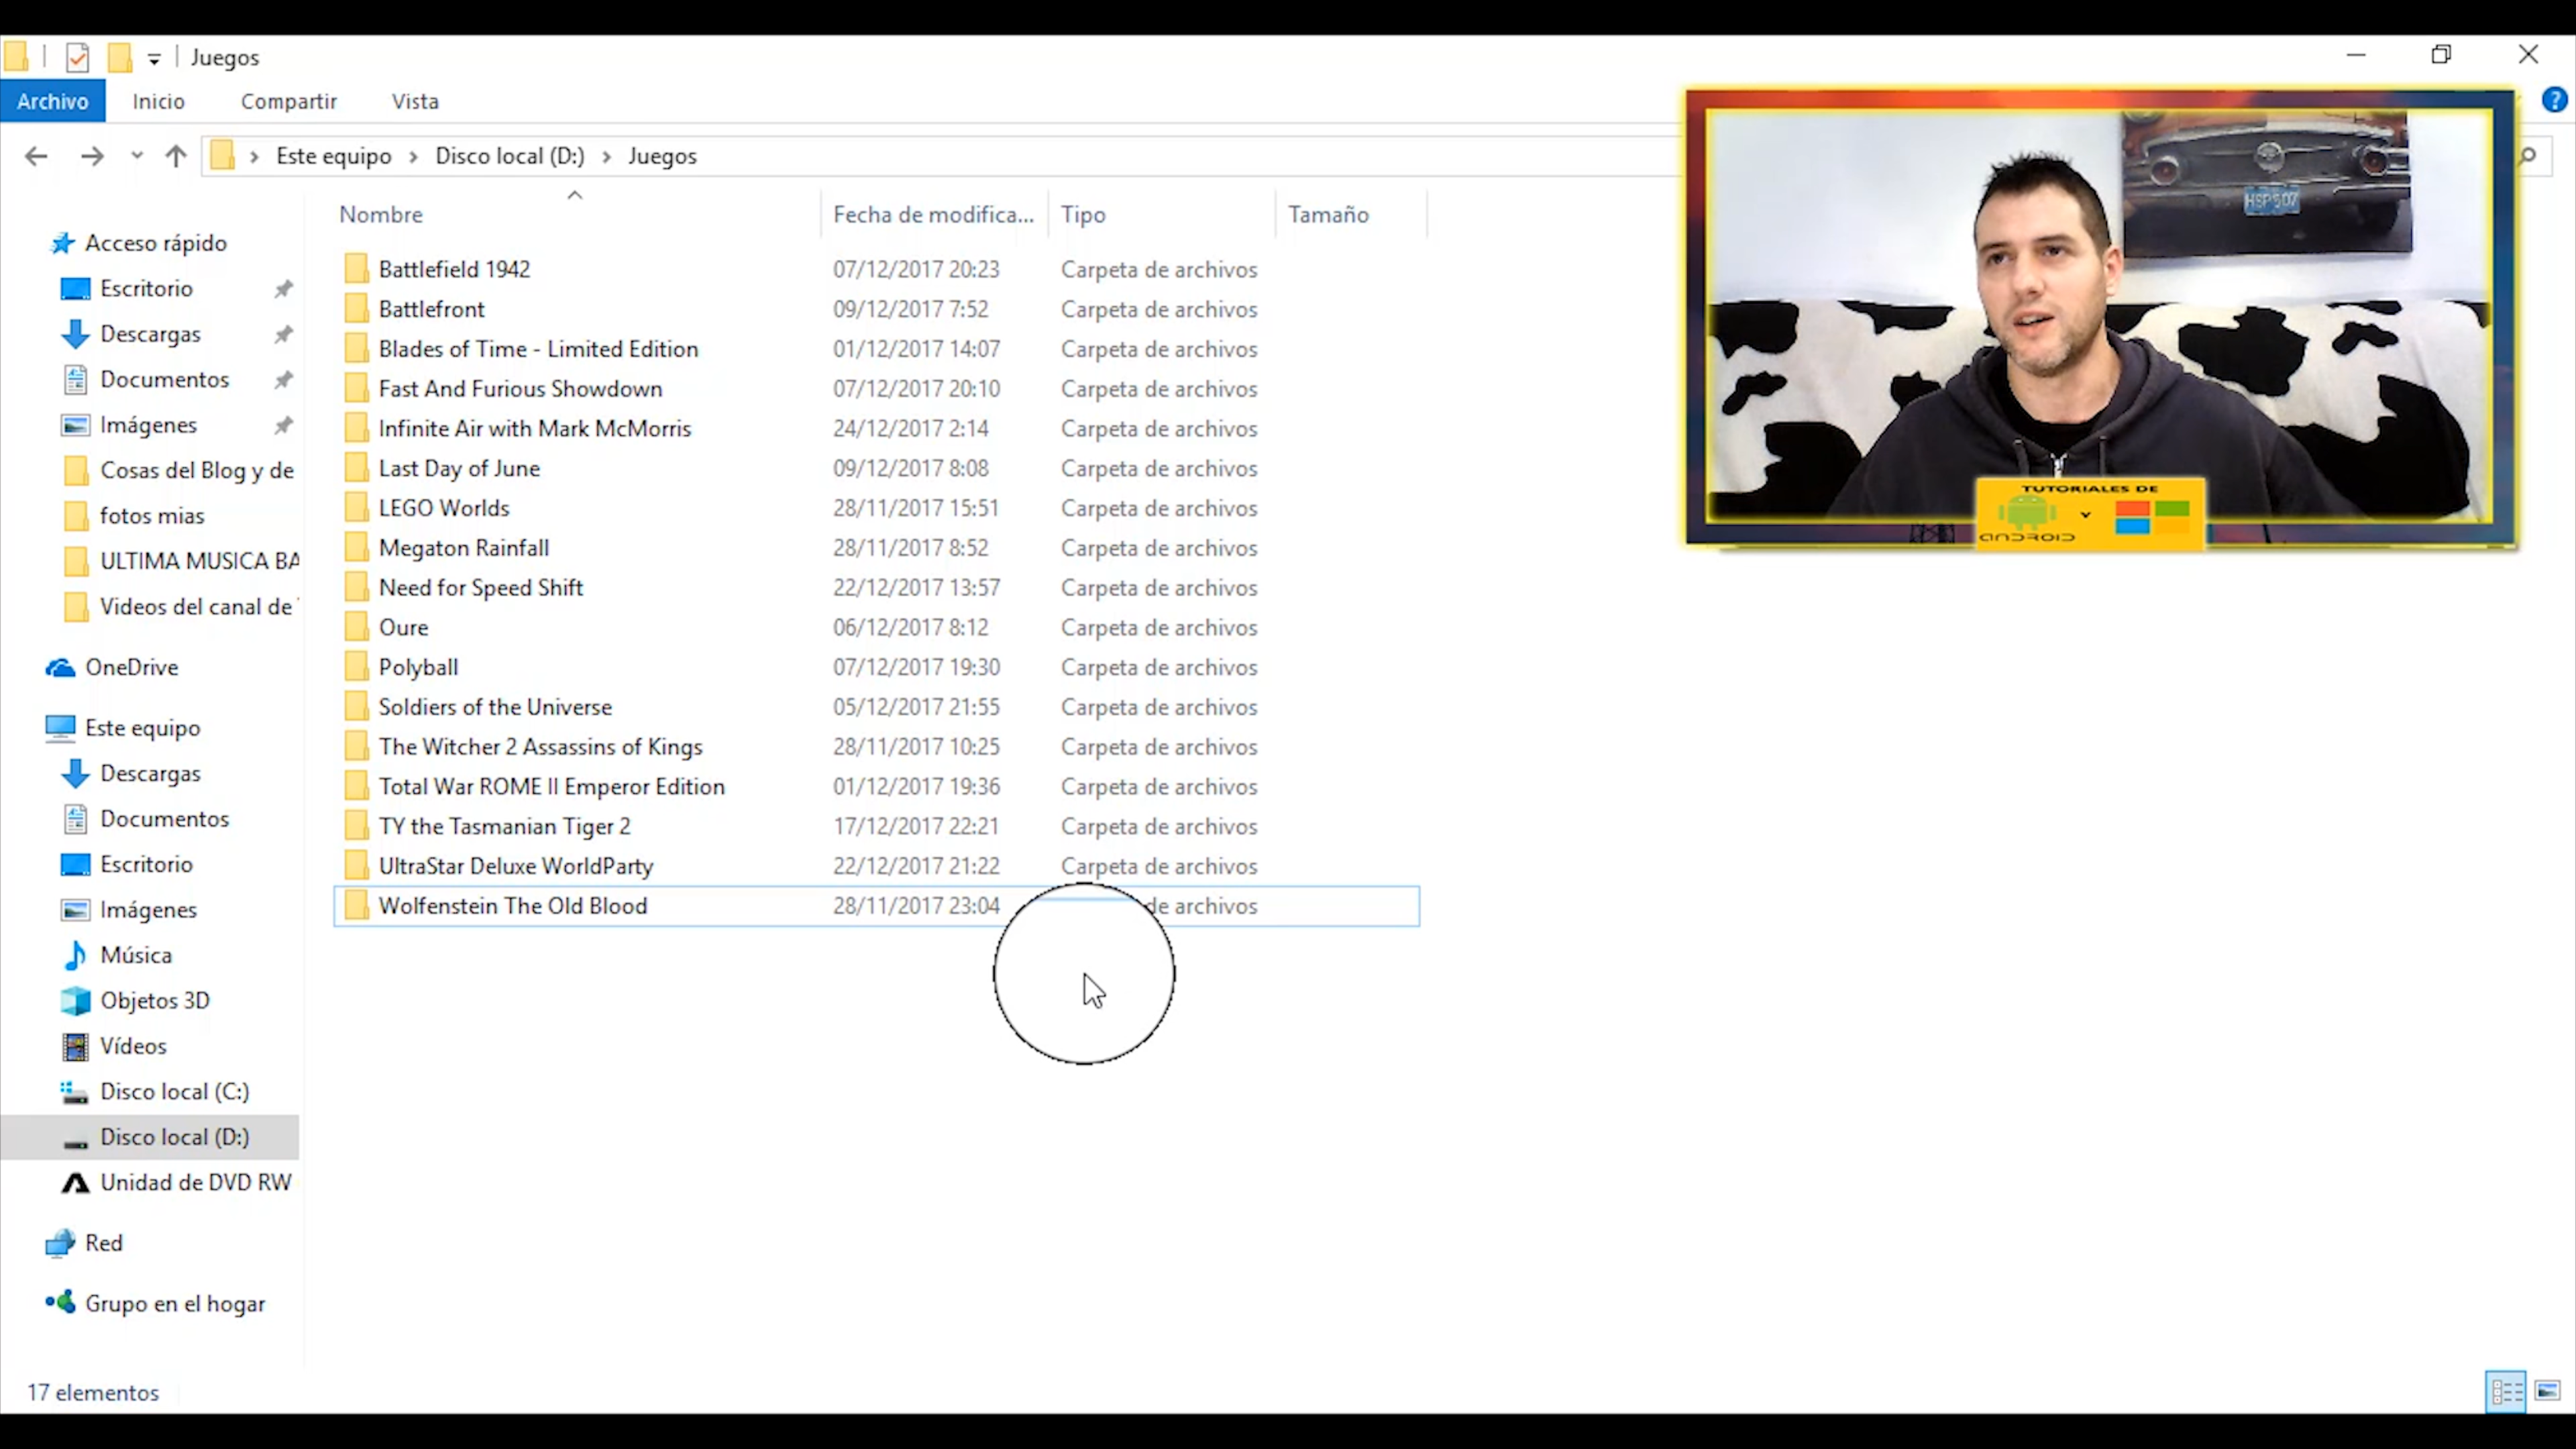 Juegos
Archivo Inicio Compartir Vista
Este equipo Disco local (D:) Juegos
Nombre Fecha de modifica... Tipo Tamaño
Acceso rápido
Escritorio
Descargas
Documentos
Imágenes
Cosas del Blog y de
fotos mias
ULTIMA MUSICA BA
Videos del canal de
OneDrive
Este equipo
Descargas
Documentos
Escritorio
Imágenes
Música
Objetos 3D
Vídeos
Disco local (C:)
Disco local (D:)
Unidad de DVD RW
Red
Grupo en el hogar
Battlefield 1942 07/12/2017 20:23 Carpeta de archivos
Battlefront 09/12/2017 7:52 Carpeta de archivos
Blades of Time - Limited Edition 01/12/2017 14:07 Carpeta de archivos
Fast And Furious Showdown 07/12/2017 20:10 Carpeta de archivos
Infinite Air with Mark McMorris 24/12/2017 2:14 Carpeta de archivos
Last Day of June 09/12/2017 8:08 Carpeta de archivos
LEGO Worlds 28/11/2017 15:51 Carpeta de archivos
Megaton Rainfall 28/11/2017 8:52 Carpeta de archivos
Need for Speed Shift 22/12/2017 13:57 Carpeta de archivos
Oure 06/12/2017 8:12 Carpeta de archivos
Polyball 07/12/2017 19:30 Carpeta de archivos
Soldiers of the Universe 05/12/2017 21:55 Carpeta de archivos
The Witcher 2 Assassins of Kings 28/11/2017 10:25 Carpeta de archivos
Total War ROME II Emperor Edition 01/12/2017 19:36 Carpeta de archivos
TY the Tasmanian Tiger 2 17/12/2017 22:21 Carpeta de archivos
UltraStar Deluxe WorldParty 22/12/2017 21:22 Carpeta de archivos
Wolfenstein The Old Blood 28/11/2017 23:04 de archivos
17 elementos
TUTORIALES DE
Y
ANDROID